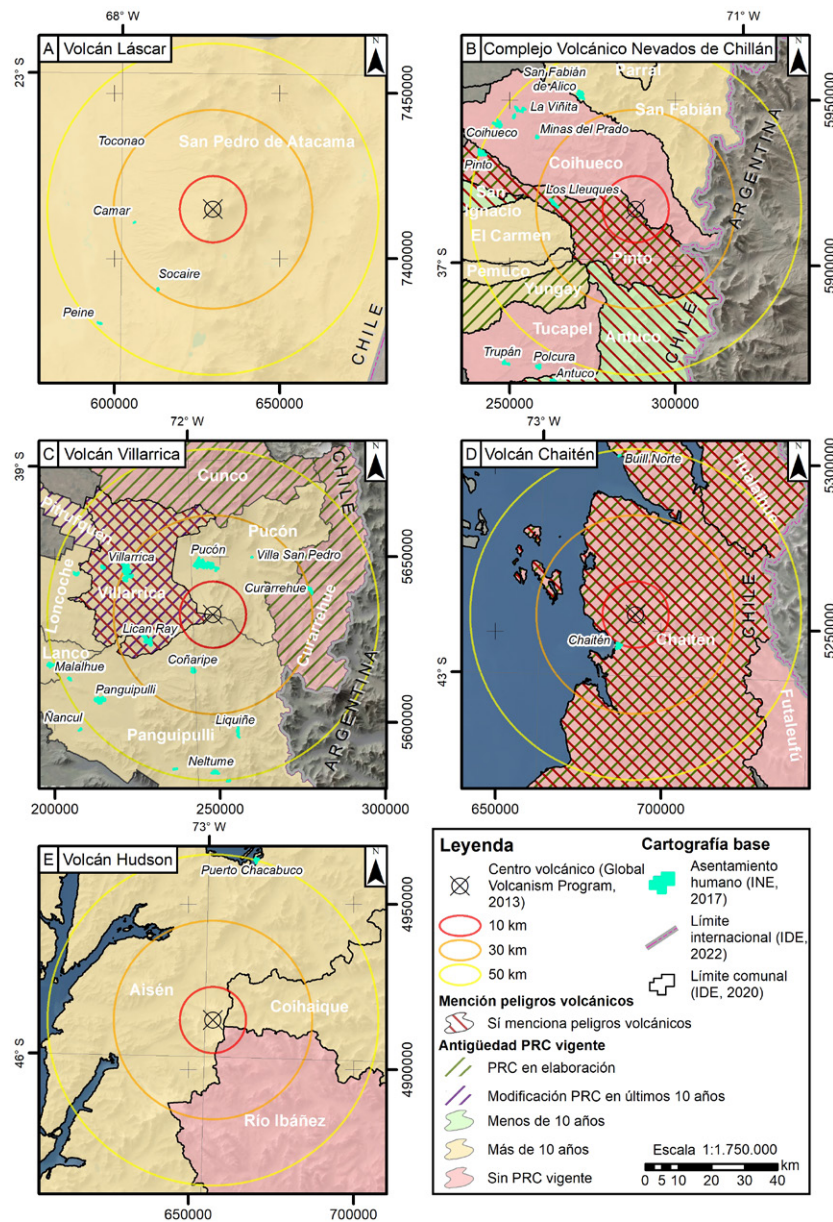 68° W
71° W
A Volcán Láscar
B Complejo Volcánico Nevados de Chillán
23° S
7450000
7400000
Toconao
San Pedro de Atacama
Camar
Socaire
Peine
CHILE
600000
650000
Parral
San Fabián de Alico
San Fabián
La Viñita
Coihueco
Minas del Prado
Pinto
Coihueco
San Ignacio
Los Lleuques
El Carmen
Pemuco
Pinto
Yungay
Tucapel
Antuco
Trupán
Polcura
Antuco
CHILE
ARGENTINA
37° S
5950000
5900000
250000
300000
72° W
73° W
C Volcán Villarrica
D Volcán Chaitén
39° S
Cunco
CHILE
Pitrufquén
Pucón
Villarrica
Pucón
Villa San Pedro
Curarrehue
Loncoche
Villarrica
Lican Ray
Curarrehue
Lanco
Malalhue
Coñaripe
Panguipulli
Ñancul
Panguipulli
Liquiñe
Neltume
ARGENTINA
5650000
5600000
200000
250000
300000
Buill Norte
Hualaihué
Chaitén
Chaitén
CHILE
Futaleufú
43° S
5300000
5250000
650000
700000
73° W
E Volcán Hudson
Puerto Chacabuco
Aisén
Coihaique
Río Ibáñez
46° S
4950000
4900000
650000
700000
Leyenda
Centro volcánico (Global
Volcanism Program,
2013)
10 km
30 km
50 km
Mención peligros volcánicos
Sí menciona peligros volcánicos
Antigüedad PRC vigente
PRC en elaboración
Modificación PRC en últimos 10 años
Menos de 10 años
Más de 10 años
Sin PRC vigente
Cartografía base
Asentamiento
humano (INE,
2017)
Límite
internacional (IDE,
2022)
Límite comunal
(IDE, 2020)
Escala 1:1.750.000
km
0 5 10 20 30 40